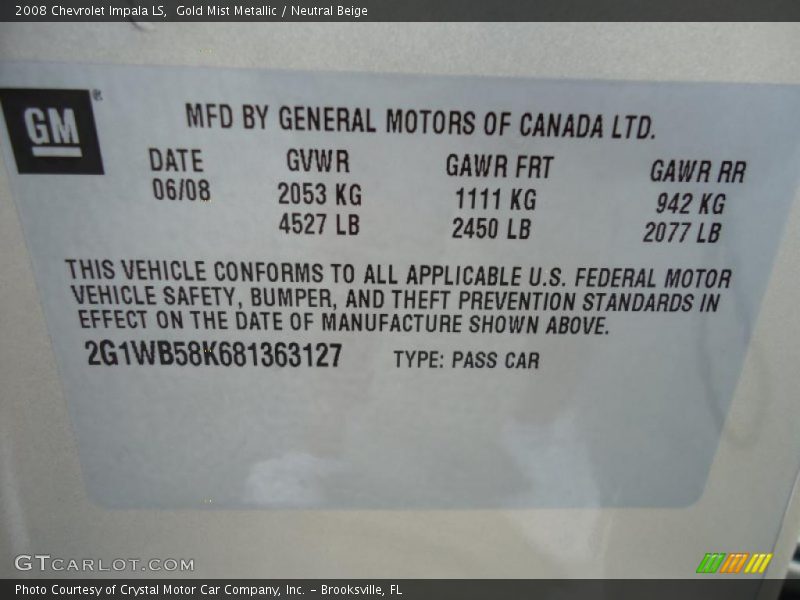 2008 Chevrolet Impala LS, Gold Mist Metallic / Neutral Beige
GM®
MFD BY GENERAL MOTORS OF CANADA LTD.
DATE GVWR GAWR FRT GAWR RR
06/08 2053 KG 1111 KG 942 KG
4527 LB 2450 LB 2077 LB
THIS VEHICLE CONFORMS TO ALL APPLICABLE U.S. FEDERAL MOTOR
VEHICLE SAFETY, BUMPER, AND THEFT PREVENTION STANDARDS IN
EFFECT ON THE DATE OF MANUFACTURE SHOWN ABOVE.
2G1WB58K681363127 TYPE: PASS CAR
GTCARLOT.COM
Photo Courtesy of Crystal Motor Car Company, Inc. – Brooksville, FL